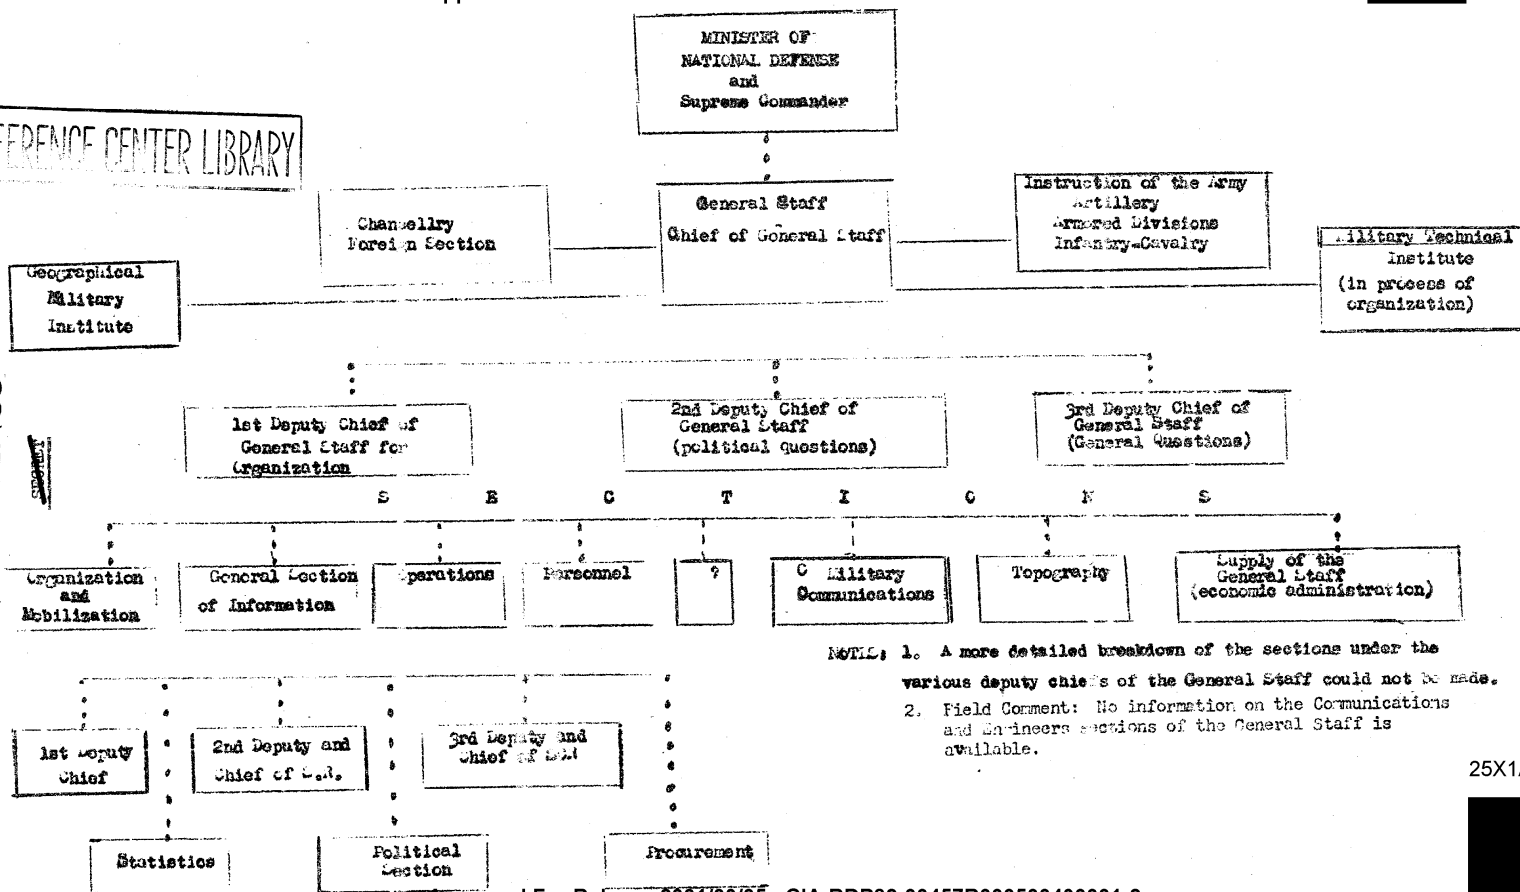 MINISTER OF
NATIONAL DEFENSE
and
Supreme Commander
CENTER LIBRARY
Chancellry
Foreign Section
General Staff
Chief of General Staff
Instruction of the Army
Artillery
Armored Divisions
Infantry-Cavalry
Military Technical
Institute
(in process of
organization)
Geographical
Military
Institute
1st Deputy Chief of
General Staff for
Organization
2nd Deputy Chief of
General Staff
(political questions)
3rd Deputy Chief of
General Staff
(General Questions)
SECRET
S E C T I O N S
Organization
and
Mobilization
General Section
of Information
Operations
Personnel
?
Military
Communications
Topography
Supply of the
General Staff
(economic administration)
NOTE: 1. A more detailed breakdown of the sections under the
various deputy chiefs of the General Staff could not be made.
2. Field Comment: No information on the Communications
and Engineers sections of the General Staff is
available.
1st Deputy
Chief
2nd Deputy and
Chief of
3rd Deputy and
Chief of
25X1
Statistics
Political
Section
Procurement